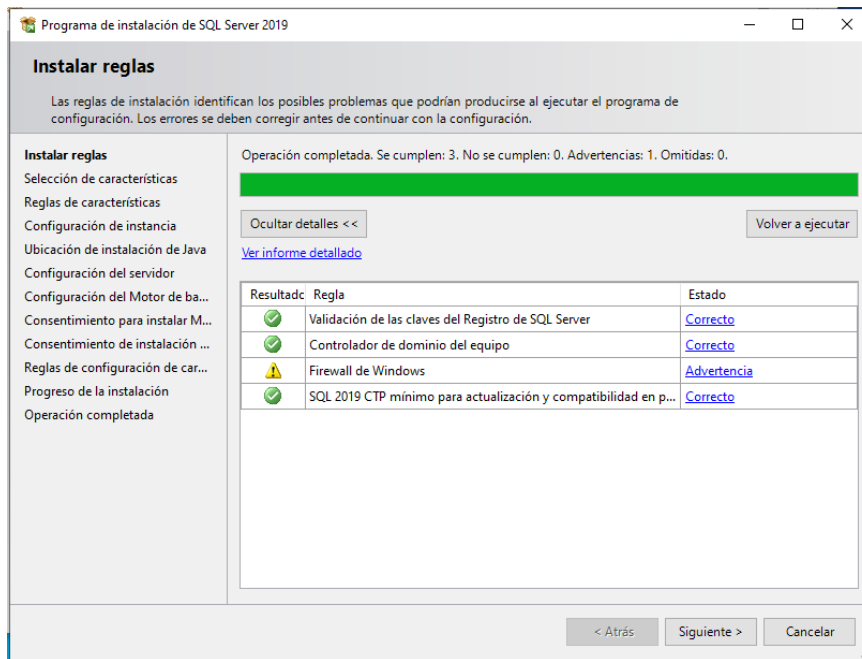 Programa de instalación de SQL Server 2019
Instalar reglas
Las reglas de instalación identifican los posibles problemas que podrían producirse al ejecutar el programa de
configuración. Los errores se deben corregir antes de continuar con la configuración.
Instalar reglas
Selección de características
Reglas de características
Configuración de instancia
Ubicación de instalación de Java
Configuración del servidor
Configuración del Motor de ba...
Consentimiento para instalar M...
Consentimiento de instalación ...
Reglas de configuración de car...
Progreso de la instalación
Operación completada
Operación completada. Se cumplen: 3. No se cumplen: 0. Advertencias: 1. Omitidas: 0.
Ocultar detalles <<
Volver a ejecutar
Ver informe detallado
Resultado Regla Estado
Validación de las claves del Registro de SQL Server Correcto
Controlador de dominio del equipo Correcto
Firewall de Windows Advertencia
SQL 2019 CTP mínimo para actualización y compatibilidad en p... Correcto
< Atrás Siguiente > Cancelar